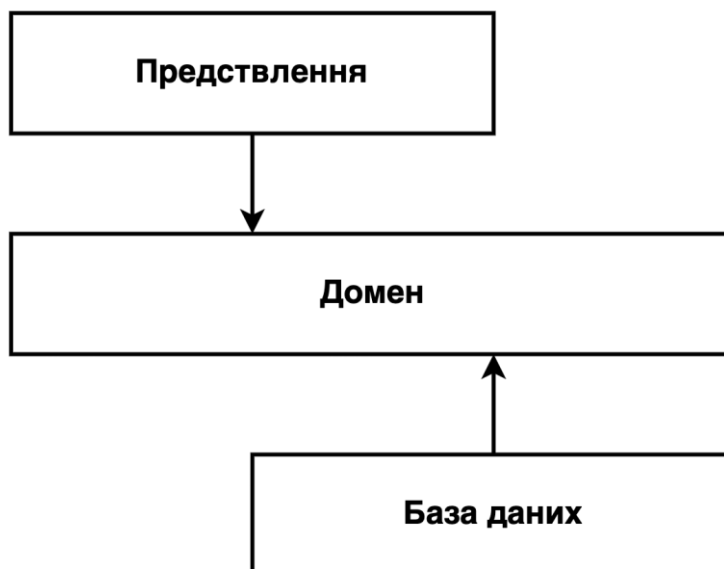 Предствлення
Домен
База даних